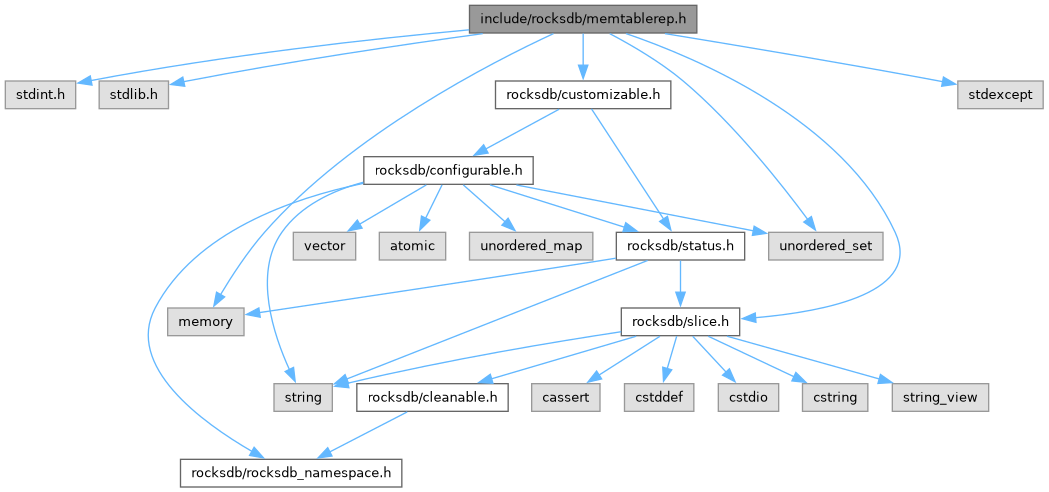 include/rocksdb/memtablerep.h
stdint.h
stdlib.h
rocksdb/customizable.h
stdexcept
rocksdb/configurable.h
vector
atomic
unordered_map
rocksdb/status.h
unordered_set
memory
rocksdb/slice.h
string
rocksdb/cleanable.h
cassert
cstddef
cstdio
cstring
string_view
rocksdb/rocksdb_namespace.h